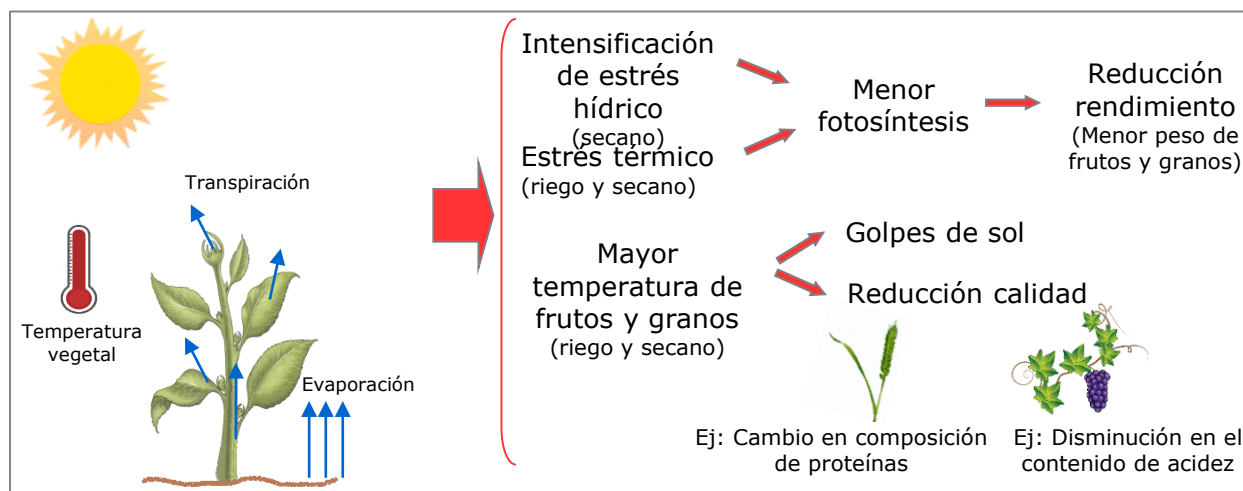 Transpiración
Temperatura
vegetal
Evaporación
Intensificación
de estrés
hídrico
(secano)
Estrés térmico
(riego y secano)
Menor
fotosíntesis
Reducción
rendimiento
(Menor peso de
frutos y granos)
Mayor
temperatura de
frutos y granos
(riego y secano)
Golpes de sol
Reducción calidad
Ej: Cambio en composición
de proteínas
Ej: Disminución en el
contenido de acidez